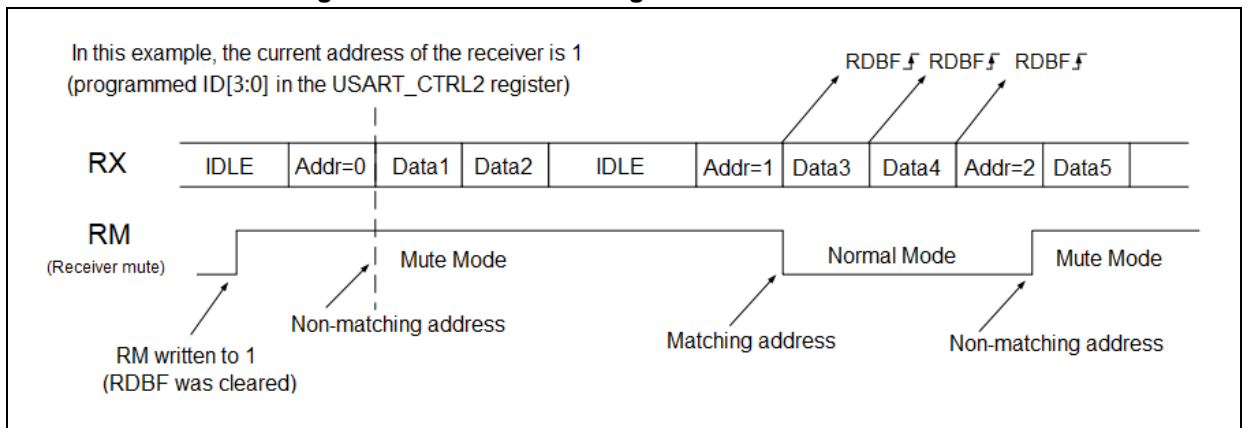 In this example, the current address of the receiver is 1
(programmed ID[3:0] in the USART_CTRL2 register)
RDBF RDBF RDBF
RX IDLE Addr=0 Data1 Data2 IDLE Addr=1 Data3 Data4 Addr=2 Data5
RM
(Receiver mute)
Mute Mode Normal Mode Mute Mode
Non-matching address Matching address Non-matching address
RM written to 1
(RDBF was cleared)